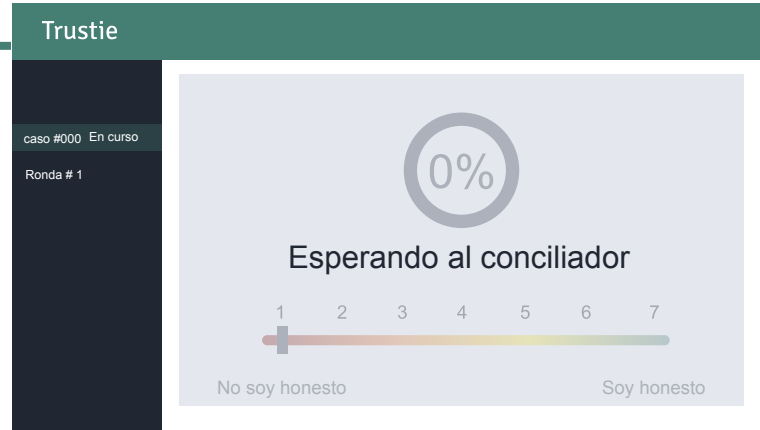 Trustie
caso #000 En curso
Ronda # 1
0%
Esperando al conciliador
1 2 3 4 5 6 7
No soy honesto Soy honesto